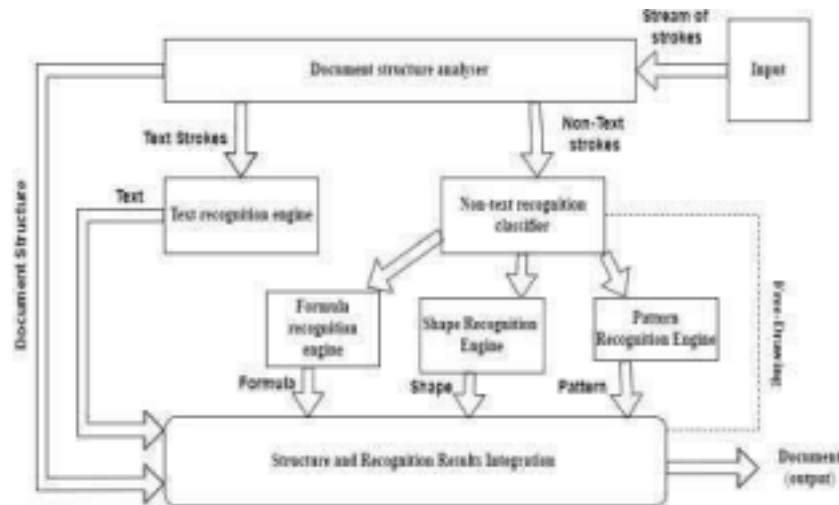 Stream of
strokes
Document structure analyser
Input
Text Strokes
Non-Text
strokes
Text
Text recognition engine
Non-text recognition
classifier
Document Structure
Formula
recognition
engine
Shape Recognition
Engine
Pattern
Recognition Engine
Free-Drawing
Formula
Shape
Pattern
Structure and Recognition Results Integration
Document
(output)